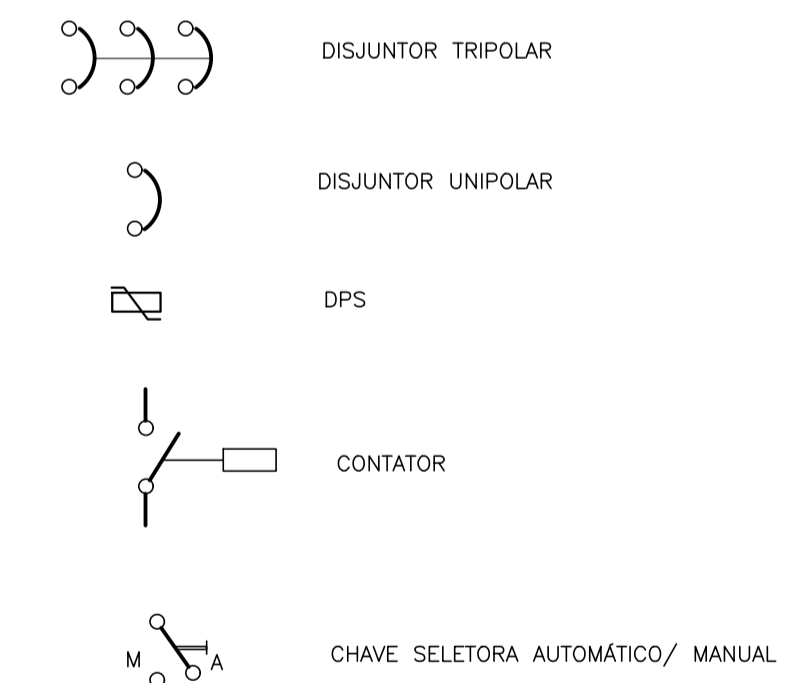 DISJUNTOR TRIPOLAR
DISJUNTOR UNIPOLAR
DPS
CONTATOR
M A CHAVE SELETORA AUTOMÁTICO/ MANUAL